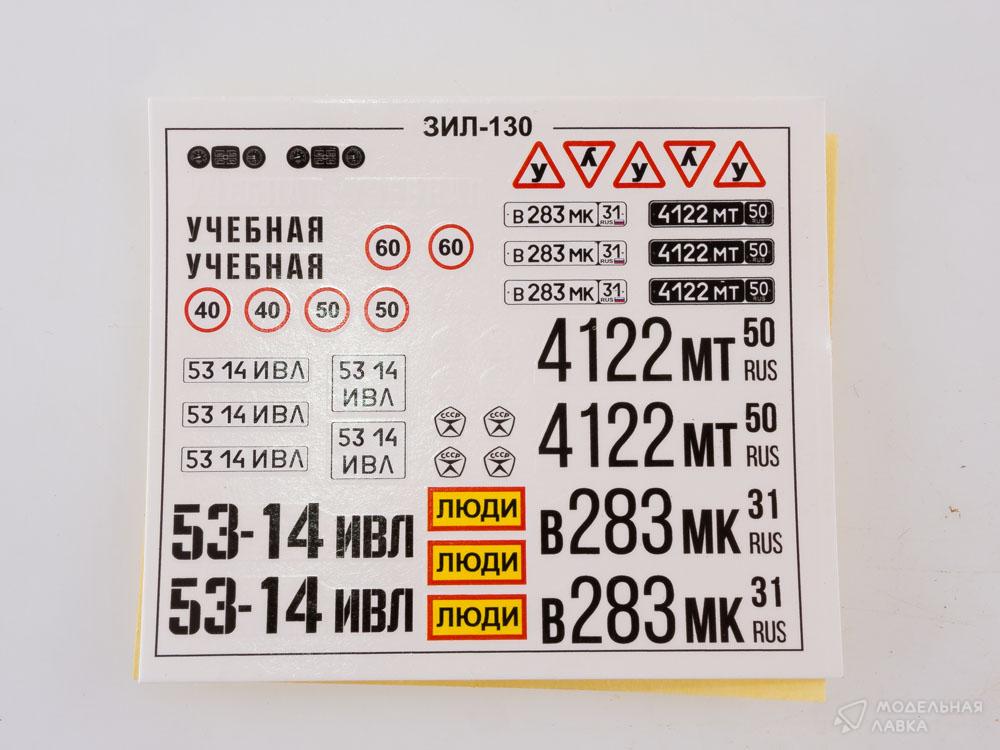 ЗИЛ-130
У У У У У
В 283 МК 31 RUS 4122 МТ 50 RUS
УЧЕБНАЯ
60 60
В 283 МК 31 RUS 4122 МТ 50 RUS
УЧЕБНАЯ
В 283 МК 31 RUS 4122 МТ 50 RUS
40 40 50 50
4122 МТ 50 RUS
53 14 ИВЛ
53 14
ИВЛ
53 14 ИВЛ
СССР СССР
4122 МТ 50 RUS
53 14
ИВЛ
53 14 ИВЛ
СССР СССР
53-14 ИВЛ
ЛЮДИ
В 283 МК 31 RUS
ЛЮДИ
53-14 ИВЛ
ЛЮДИ
В 283 МК 31 RUS
МОДЕЛЬНАЯ
ЛАВКА